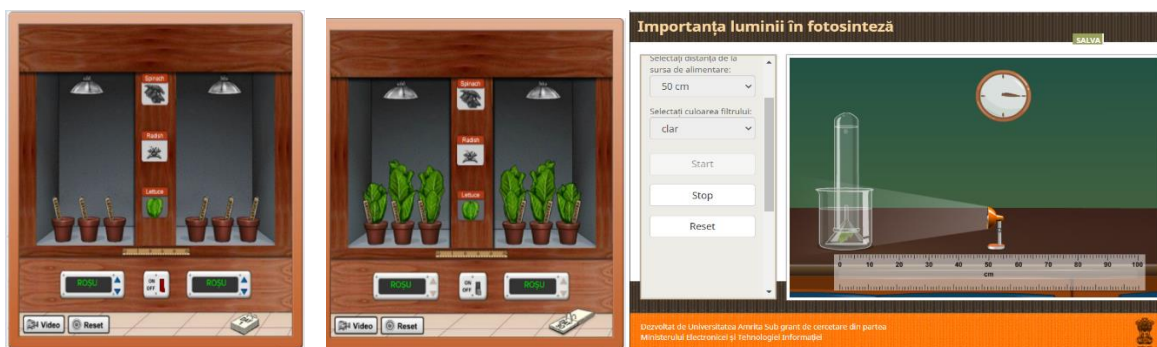 Spinach
Radish
Lettuce
ROȘU
ON
OFF
ROȘU
Video
Reset
Spinach
Radish
Lettuce
ROȘU
ON
OFF
ROȘU
Video
Reset
Importanța luminii în fotosinteză
SALVA
Selectați distanța de la
sursa de alimentare:
50 cm
Selectați culoarea filtrului:
clar
Start
Stop
Reset
0 10 20 30 40 50 60 70 80 90 100
cm
Dezvoltat de Universitatea Amrita Sub grant de cercetare din partea
Ministerului Electronicei și Tehnologiei Informației